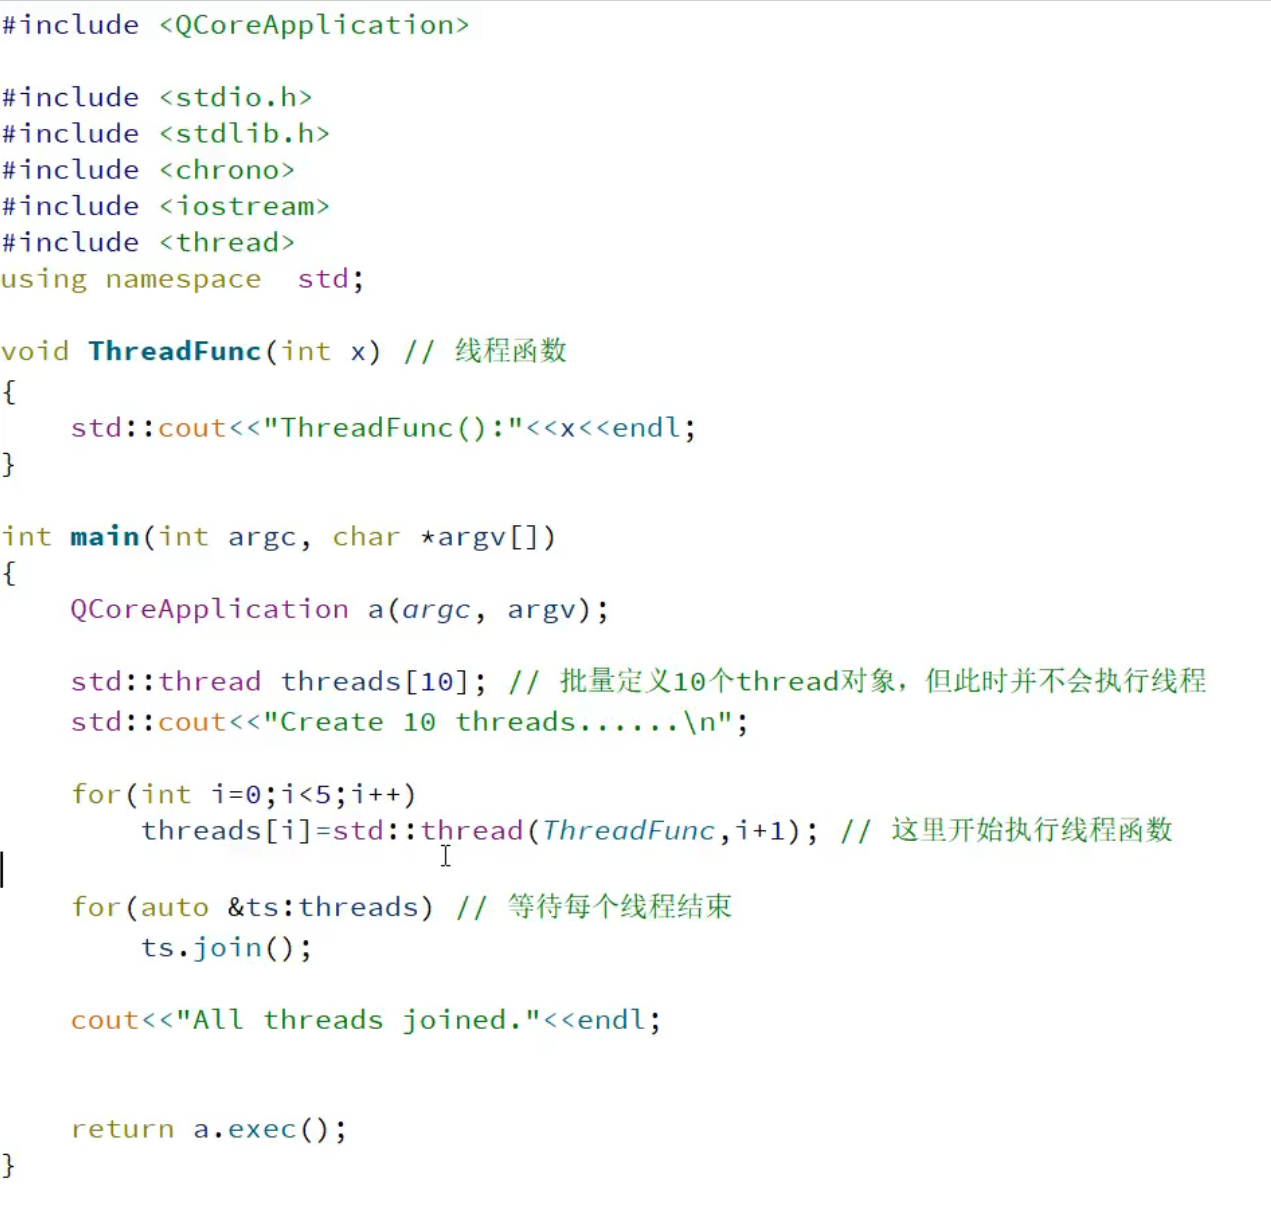 #include <QCoreApplication>
#include <stdio.h>
#include <stdlib.h>
#include <chrono>
#include <iostream>
#include <thread>
using namespace  std;
void ThreadFunc(int x) // 线程函数
{
    std::cout<<"ThreadFunc():"<<x<<endl;
}
int main(int argc, char *argv[])
{
    QCoreApplication a(argc, argv);
    std::thread threads[10]; // 批量定义10个thread对象，但此时并不会执行线程
    std::cout<<"Create 10 threads......\n";
    for(int i=0;i<5;i++)
        threads[i]=std::thread(ThreadFunc,i+1); // 这里开始执行线程函数
    for(auto &ts:threads) // 等待每个线程结束
        ts.join();
    cout<<"All threads joined."<<endl;
    return a.exec();
}